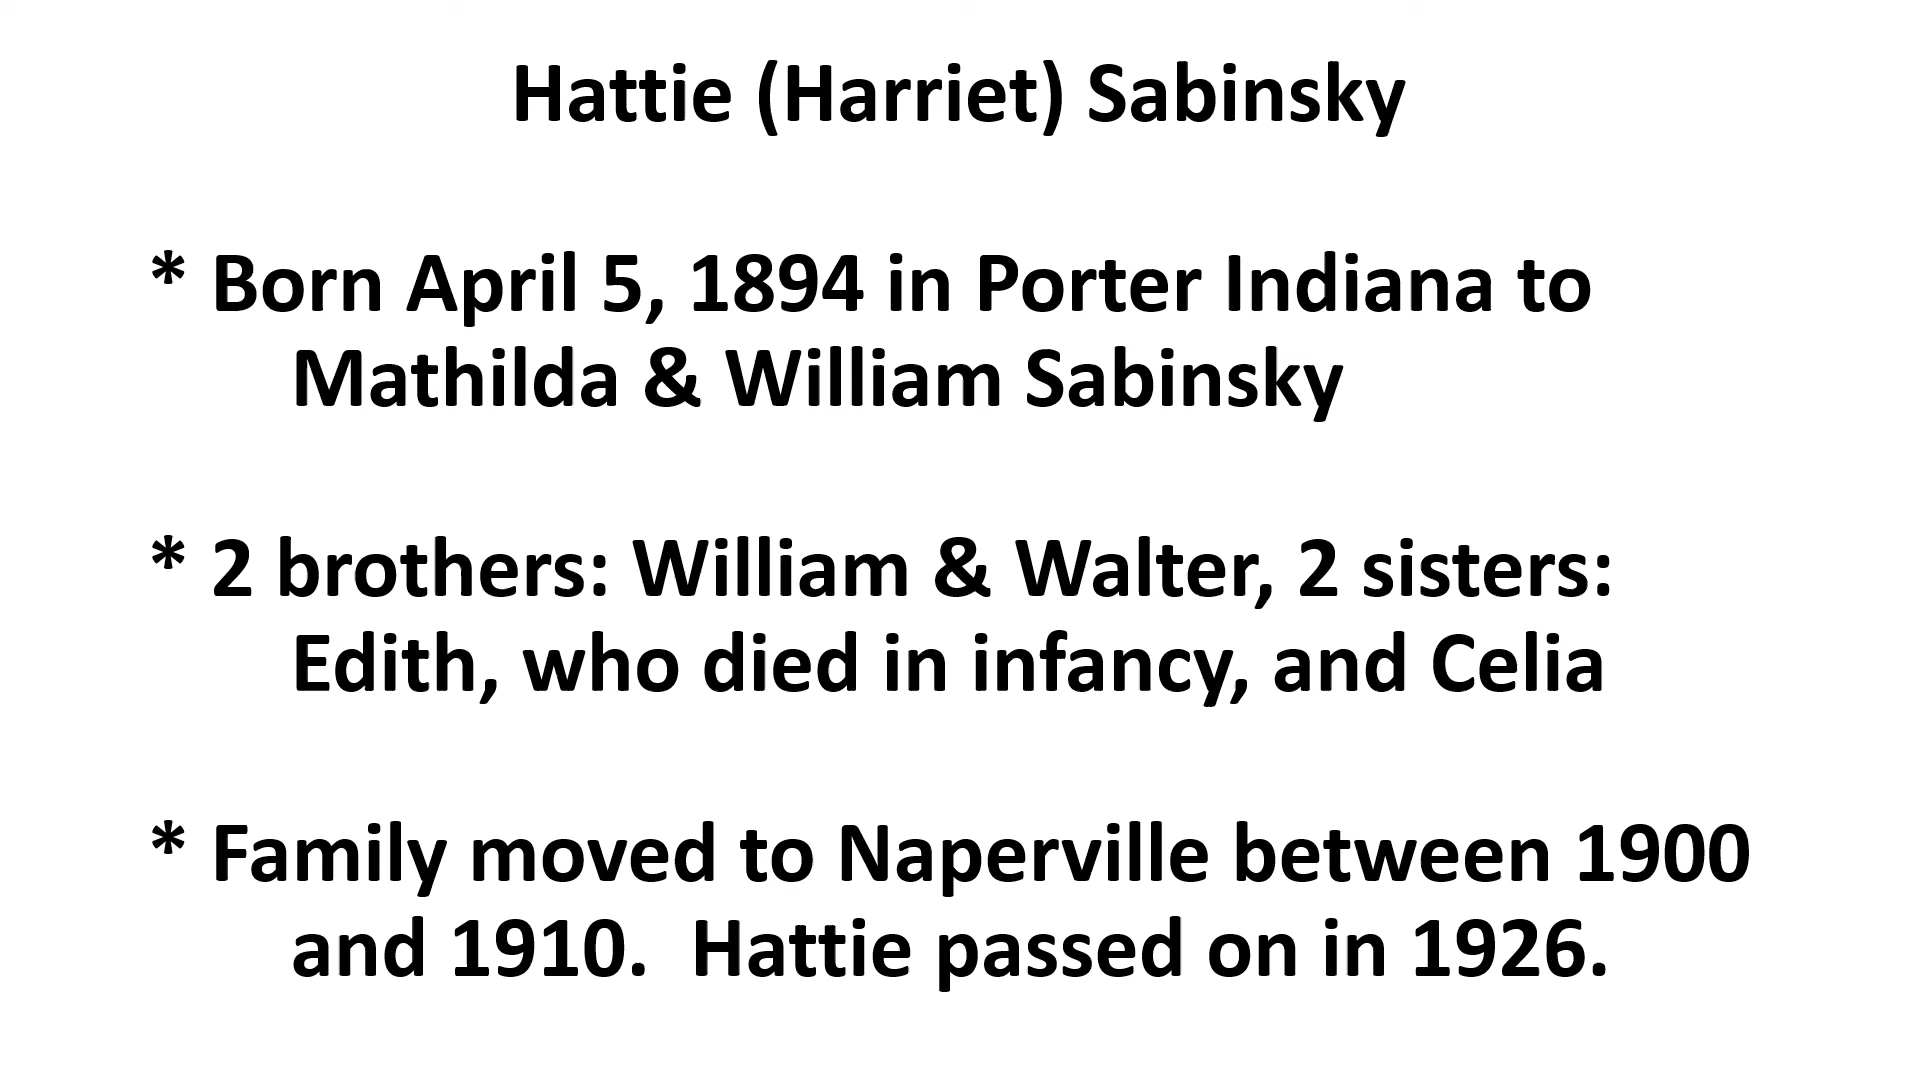 Hattie (Harriet) Sabinsky
* Born April 5, 1894 in Porter Indiana to
Mathilda & William Sabinsky
* 2 brothers: William & Walter, 2 sisters:
Edith, who died in infancy, and Celia
* Family moved to Naperville between 1900
and 1910.  Hattie passed on in 1926.